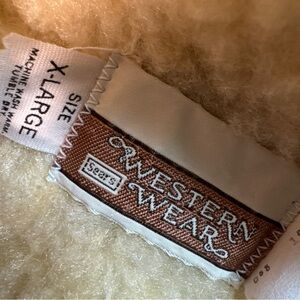 SIZE
X-LARGE
MACHINE WASH WARM
TUMBLE DRY
WESTERN
Sears
WEAR